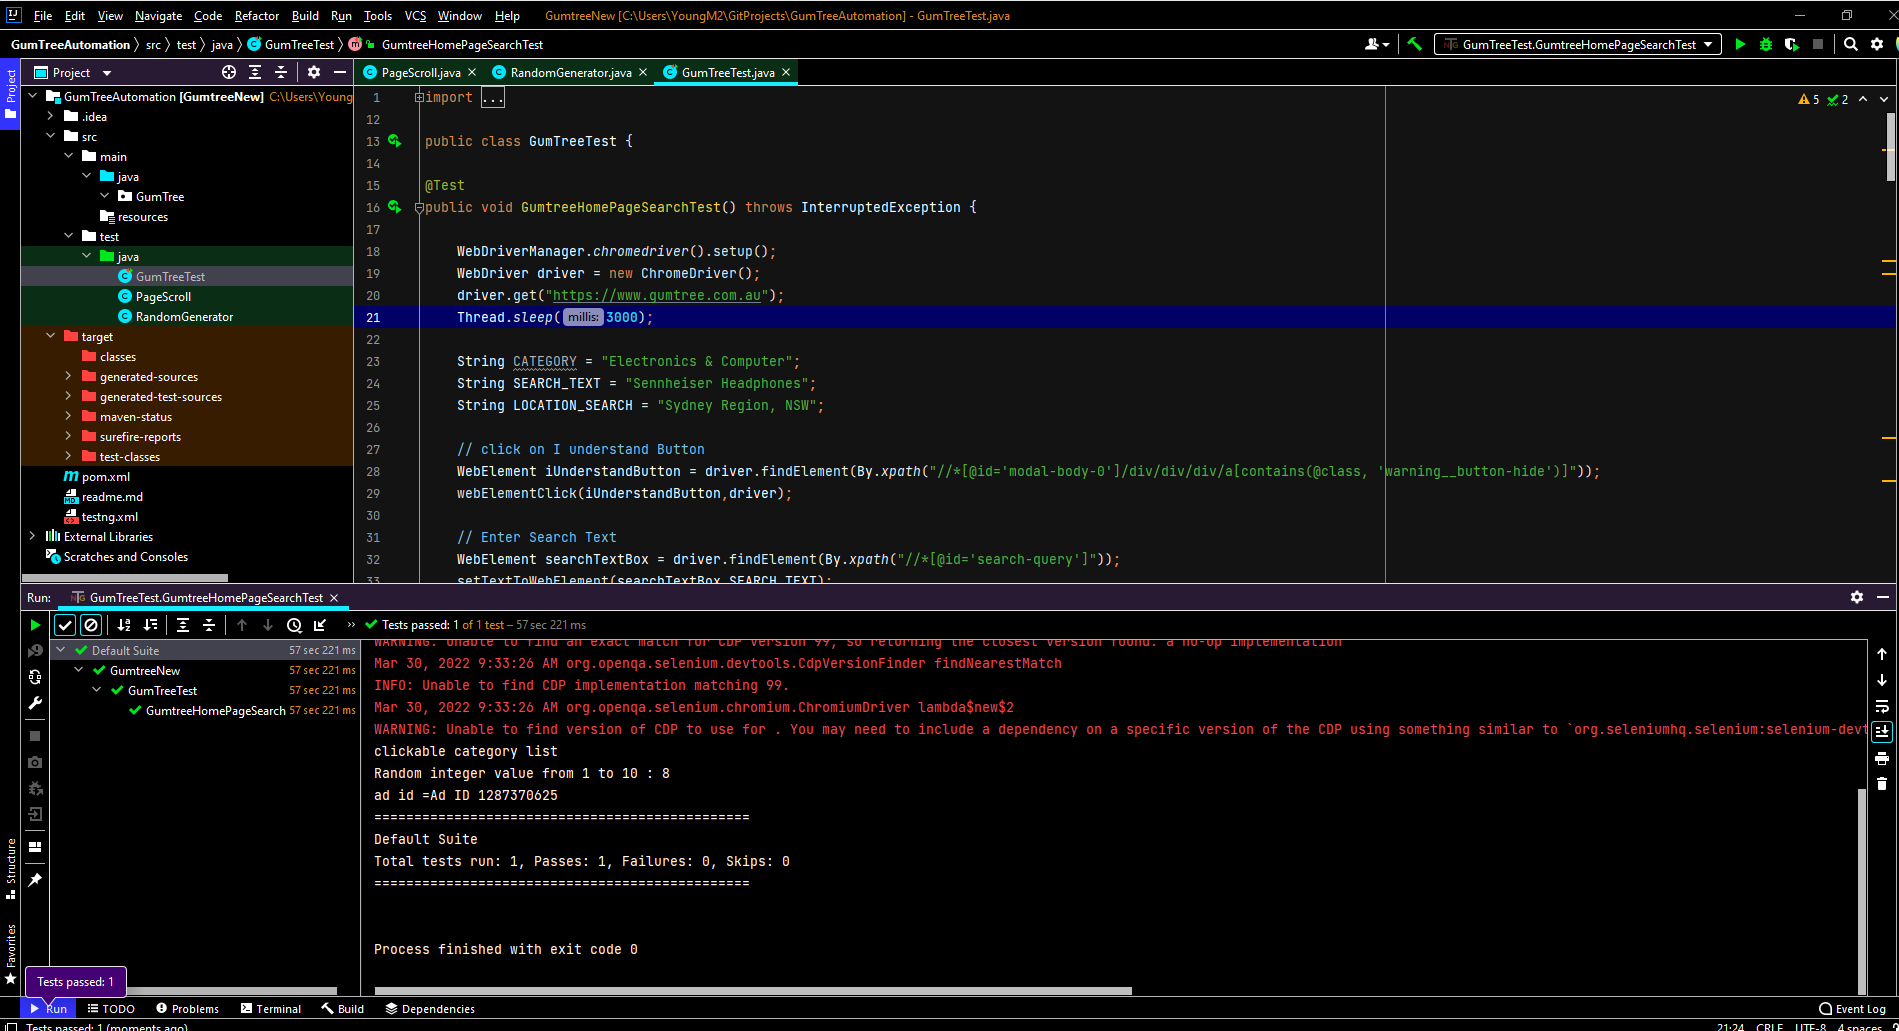 File Edit View Navigate Code Refactor Build Run Tools VCS Window Help GumtreeNew [C:\Users\YoungM2\GitProjects\GumTreeAutomation] - GumTreeTest.java
GumTreeAutomation src test java GumTreeTest GumtreeHomePageSearchTest
GumTreeTest.GumtreeHomePageSearchTest
Project
Project
PageScroll.java RandomGenerator.java GumTreeTest.java
GumTreeAutomation [GumtreeNew] C:\Users\Young
.idea
src
main
java
GumTree
resources
test
java
GumTreeTest
PageScroll
RandomGenerator
target
classes
generated-sources
generated-test-sources
maven-status
surefire-reports
test-classes
pom.xml
readme.md
testng.xml
External Libraries
Scratches and Consoles
5 2
1 import ...
12
13 public class GumTreeTest {
14
15 @Test
16 public void GumtreeHomePageSearchTest() throws InterruptedException {
17
18 WebDriverManager.chromedriver().setup();
19 WebDriver driver = new ChromeDriver();
20 driver.get("https://www.gumtree.com.au");
21 Thread.sleep( millis: 3000);
22
23 String CATEGORY = "Electronics & Computer";
24 String SEARCH_TEXT = "Sennheiser Headphones";
25 String LOCATION_SEARCH = "Sydney Region, NSW";
26
27 // click on I understand Button
28 WebElement iUnderstandButton = driver.findElement(By.xpath("//*[@id='modal-body-0']/div/div/div/a[contains(@class, 'warning__button-hide')]"));
29 webElementClick(iUnderstandButton,driver);
30
31 // Enter Search Text
32 WebElement searchTextBox = driver.findElement(By.xpath("//*[@id='search-query']"));
33 setTextToWebElement(searchTextBox,SEARCH_TEXT);
Run: GumTreeTest.GumtreeHomePageSearchTest
Tests passed: 1 of 1 test – 57 sec 221 ms
Default Suite 57 sec 221 ms
GumtreeNew 57 sec 221 ms
GumTreeTest 57 sec 221 ms
GumtreeHomePageSearch 57 sec 221 ms
WARNING: Unable to find an exact match for CDP version 99, so returning the closest version found: a no-op implementation
Mar 30, 2022 9:33:26 AM org.openqa.selenium.devtools.CdpVersionFinder findNearestMatch
INFO: Unable to find CDP implementation matching 99.
Mar 30, 2022 9:33:26 AM org.openqa.selenium.chromium.ChromiumDriver lambda$new$2
WARNING: Unable to find version of CDP to use for . You may need to include a dependency on a specific version of the CDP using something similar to `org.seleniumhq.selenium:selenium-devt
clickable category list
Random integer value from 1 to 10 : 8
ad id =Ad ID 1287370625
===============================================
Default Suite
Total tests run: 1, Passes: 1, Failures: 0, Skips: 0
===============================================
Process finished with exit code 0
Structure
Favorites
Tests passed: 1
Run TODO Problems Terminal Build Dependencies Event Log
Tests passed: 1 (moments ago) 21:24 CRLF UTF-8 4 spaces